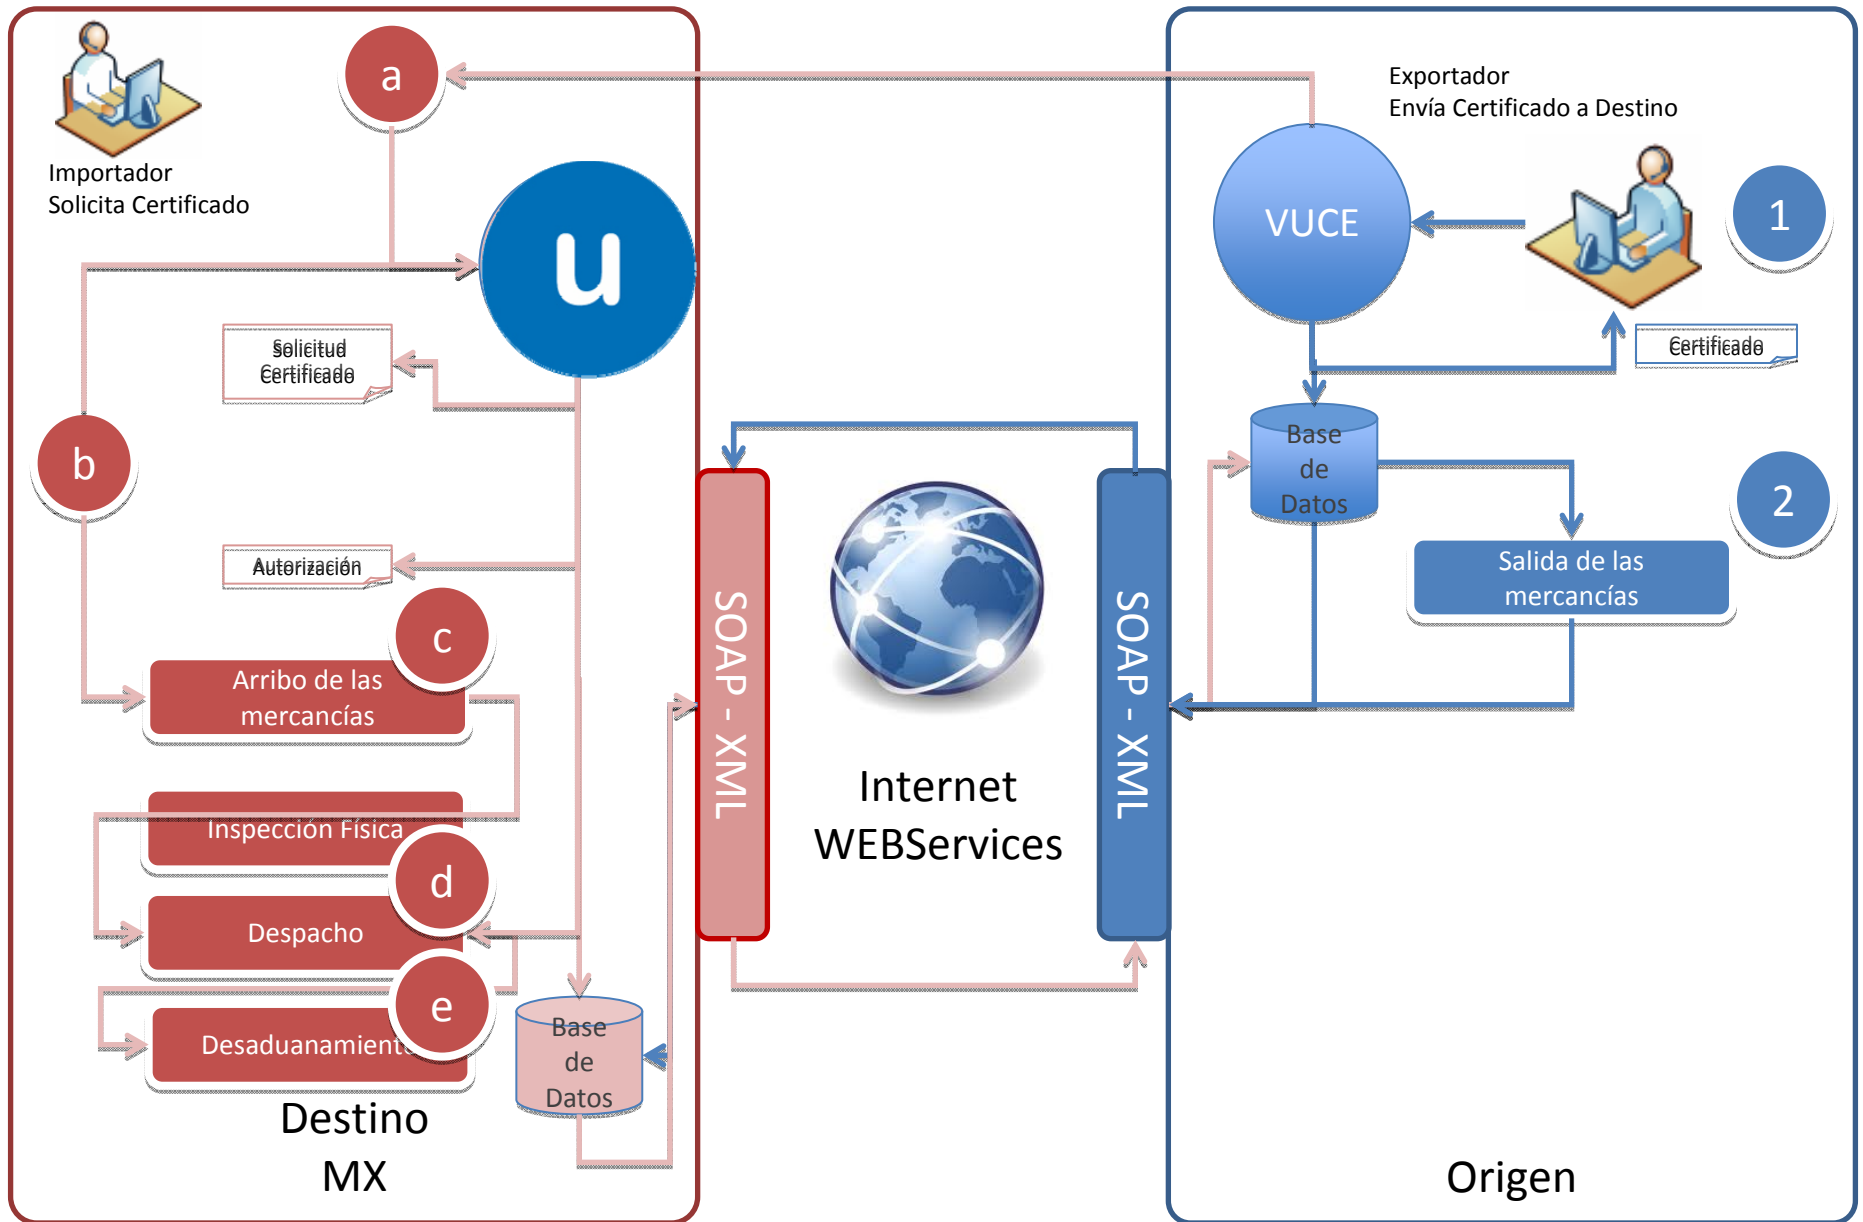 Importador
Solicita Certificado
a
u
Solicitud
Certificado
b
Autorización
c
Arribo de las
mercancías
Inspección Física
d
Despacho
e
Desaduanamiento
Base
de
Datos
Destino
MX
SOAP - XML
Internet
WEBServices
SOAP - XML
Exportador
Envía Certificado a Destino
VUCE
1
Certificado
Base
de
Datos
2
Salida de las
mercancías
Origen